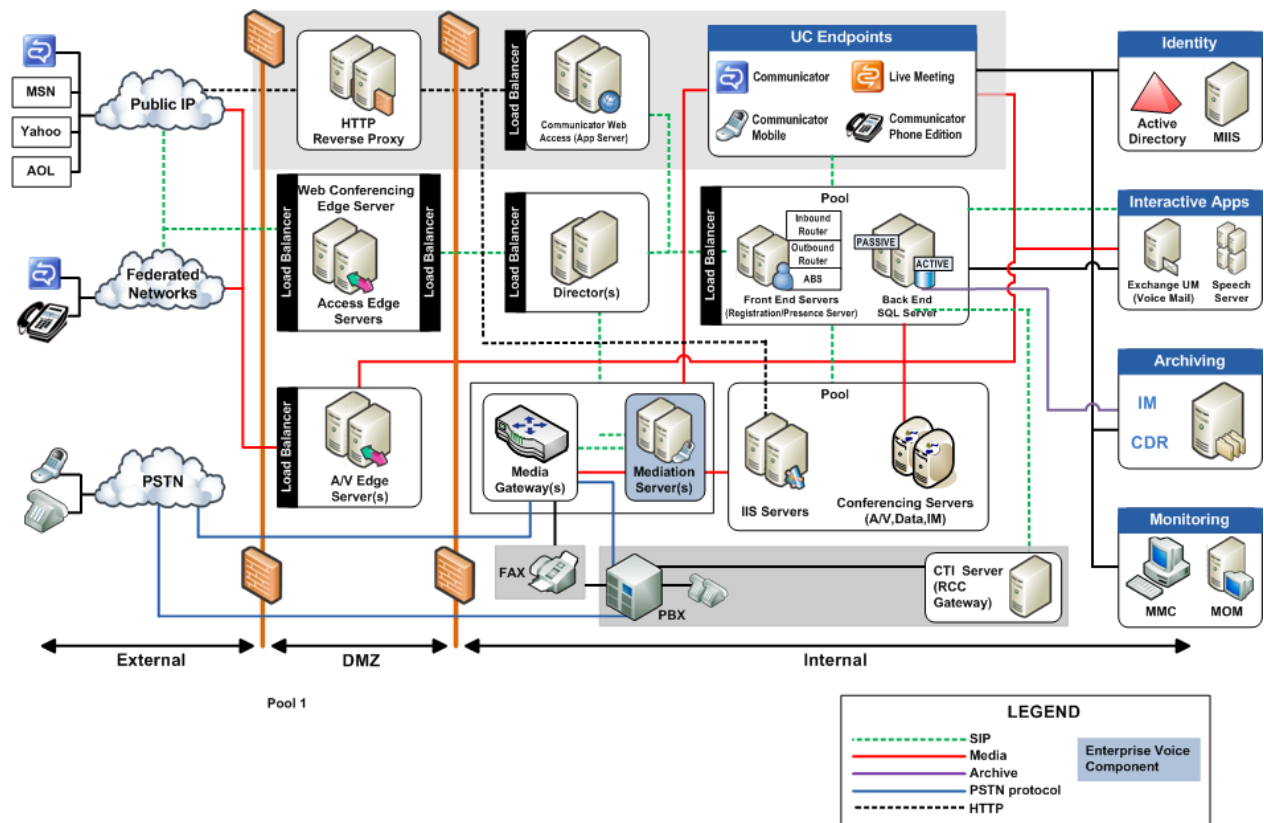 MSN
Yahoo
AOL
Public IP
Federated
Networks
PSTN
HTTP
Reverse Proxy
Load Balancer
Communicator Web
Access (App Server)
UC Endpoints
Communicator
Live Meeting
Communicator
Mobile
Communicator
Phone Edition
Identity
Active
Directory
MIIS
Load Balancer
Web Conferencing
Edge Server
Access Edge
Servers
Load Balancer
Load Balancer
Director(s)
Load Balancer
Pool
Inbound
Router
Outbound
Router
ABS
Front End Servers
(Registration/Presence Server)
PASSIVE
ACTIVE
Back End
SQL Server
Interactive Apps
Exchange UM
(Voice Mail)
Speech
Server
Load Balancer
A/V Edge
Server(s)
Media
Gateway(s)
Mediation
Server(s)
Pool
IIS Servers
Conferencing Servers
(A/V,Data,IM)
Archiving
IM
CDR
FAX
PBX
CTI Server
(RCC
Gateway)
Monitoring
MMC
MOM
External
DMZ
Internal
Pool 1
LEGEND
SIP
Media
Archive
PSTN protocol
HTTP
Enterprise Voice
Component